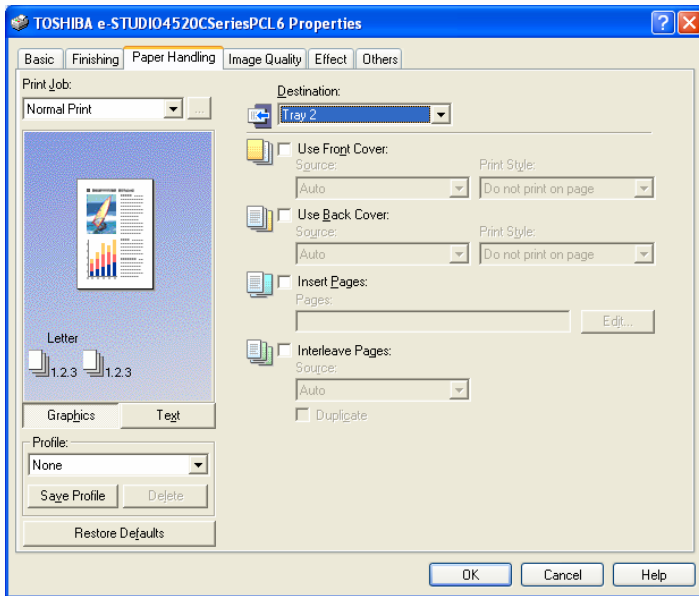 TOSHIBA e-STUDIO4520CSeriesPCL6 Properties
Basic Finishing Paper Handling Image Quality Effect Others
Print Job:
Normal Print ...
Letter
1.2.3 1.2.3
Graphics Text
Profile:
None
Save Profile Delete
Restore Defaults
Destination:
Tray 2
Use Front Cover:
Source: Print Style:
Auto Do not print on page
Use Back Cover:
Source: Print Style:
Auto Do not print on page
Insert Pages:
Pages:
Edit...
Interleave Pages:
Source:
Auto
Duplicate
OK Cancel Help